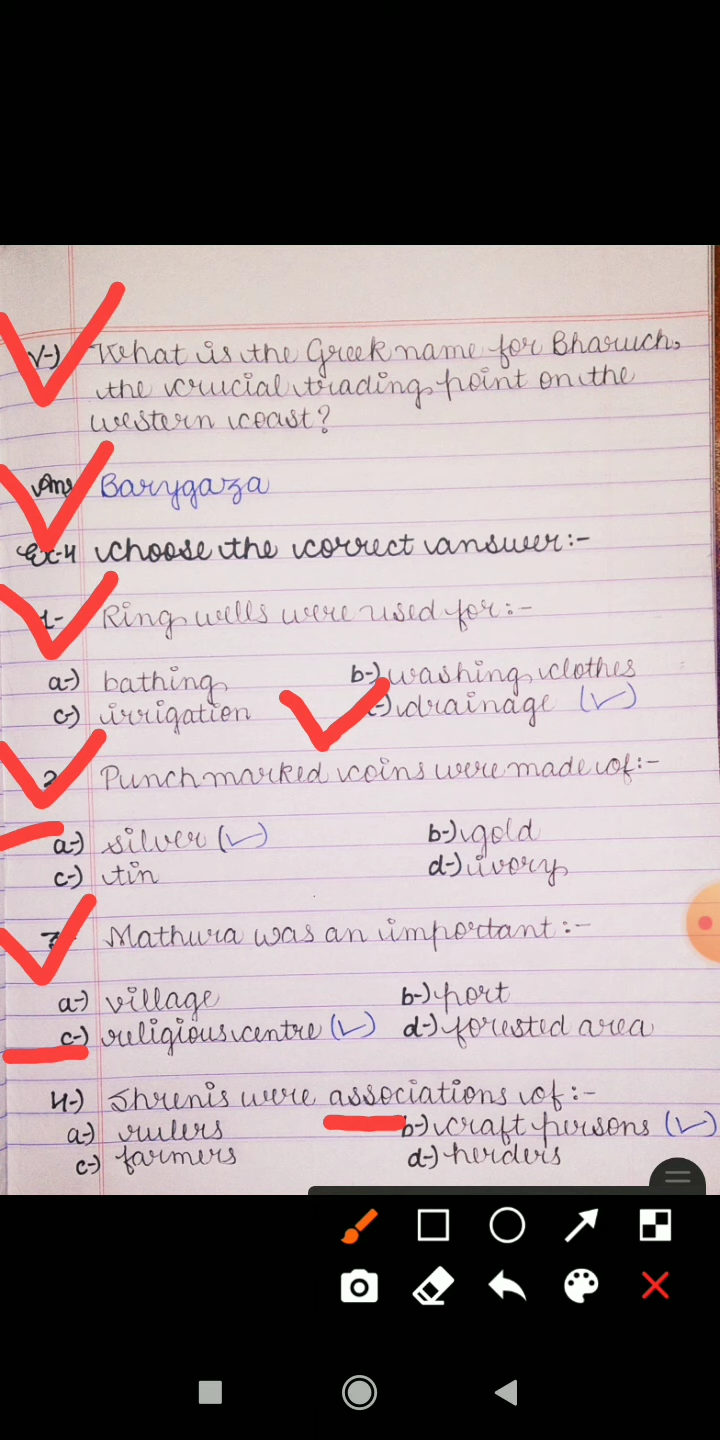 V-) What is the Greek name for Bharuch,
the crucial trading point on the
western coast?
Ans Barygaza
Ex-4 Choose the correct answer:-
1- Ring wells were used for:-
a-) bathing b-) washing clothes
c-) irrigation drainage (✓)
2 Punch marked coins were made of:-
a-) silver (✓) b-) gold
c-) tin d-) ivory
Mathura was an important:-
a-) village b-) port
c-) religious centre (✓) d-) forested area
4-) Shrenis were associations of:-
a-) rulers b-) craft persons (✓)
c-) farmers d-) herders